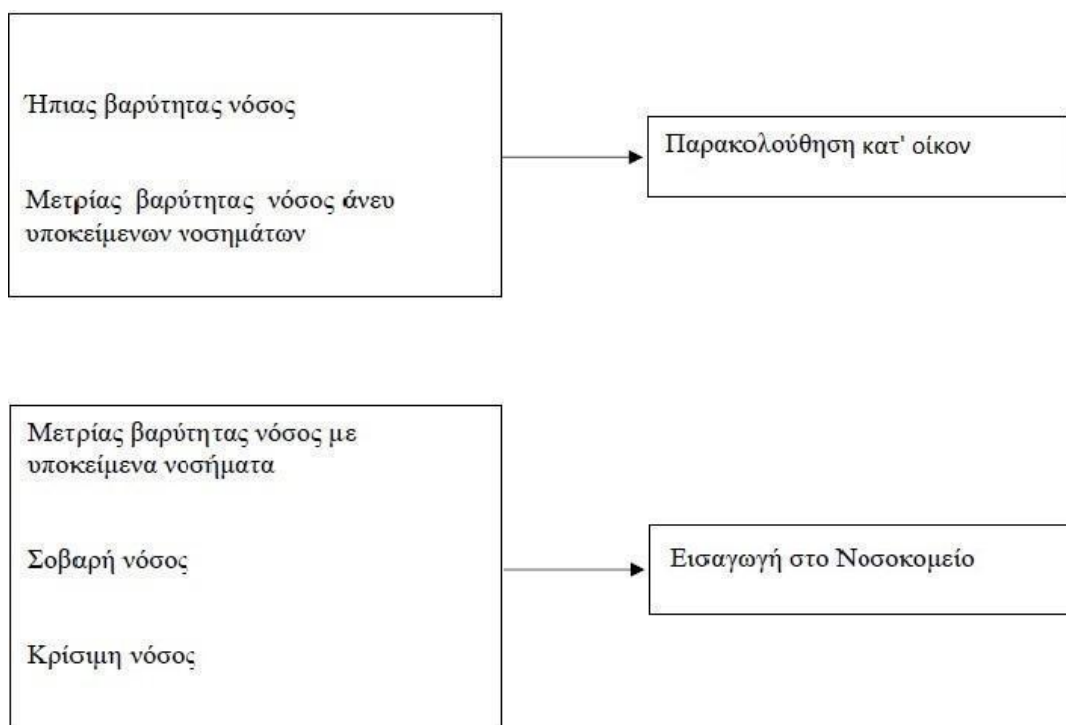 Ήπιας βαρύτητας νόσος
Μετρίας βαρύτητας νόσος άνευ
υποκείμενων νοσημάτων
Παρακολούθηση κατ' οίκον
Μετρίας βαρύτητας νόσος με
υποκείμενα νοσήματα
Σοβαρή νόσος
Κρίσιμη νόσος
Εισαγωγή στο Νοσοκομείο